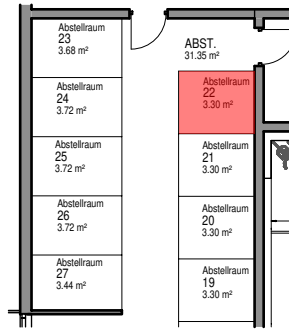 Abstellraum
23
3.68 m²
ABST.
31.35 m²
Abstellraum
22
3.30 m²
Abstellraum
24
3.72 m²
Abstellraum
25
3.72 m²
Abstellraum
21
3.30 m²
Abstellraum
26
3.72 m²
Abstellraum
20
3.30 m²
Abstellraum
27
3.44 m²
Abstellraum
19
3.30 m²